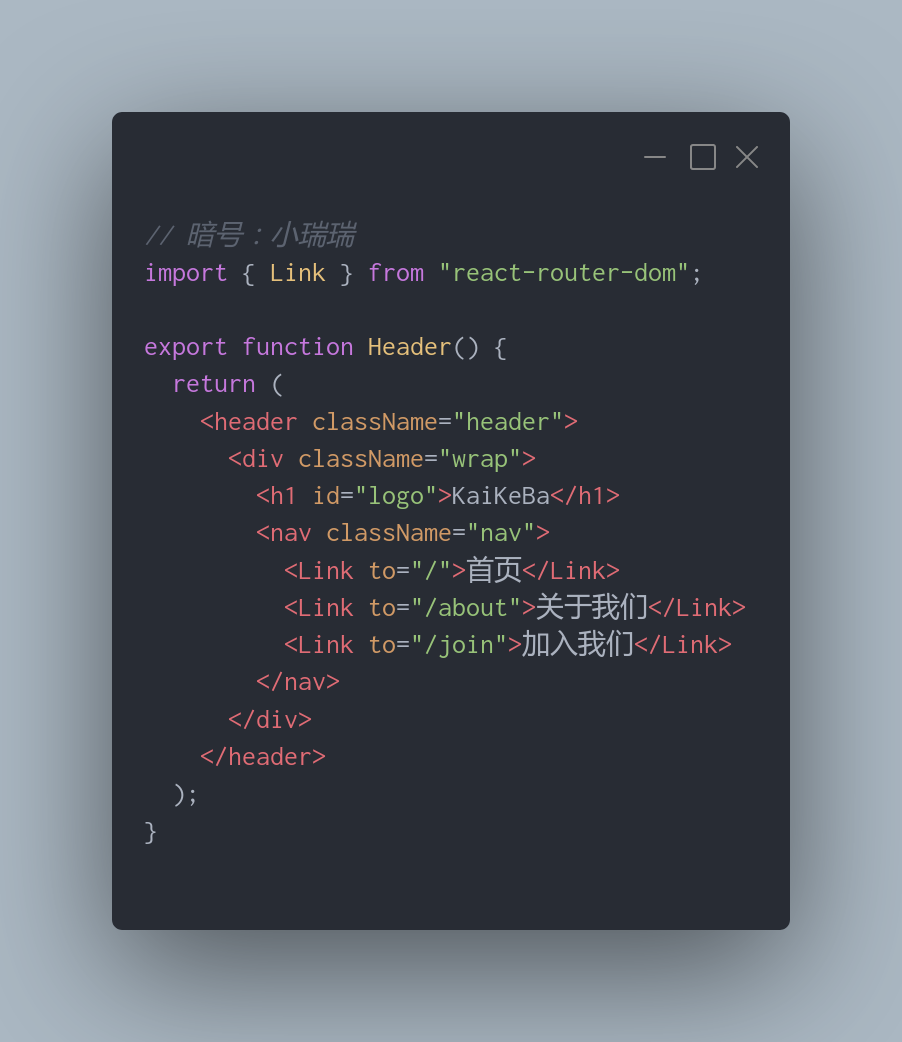 // 暗号：小瑞瑞
import { Link } from "react-router-dom";
export function Header() {
  return (
    <header className="header">
      <div className="wrap">
        <h1 id="logo">KaiKeBa</h1>
        <nav className="nav">
          <Link to="/">首页</Link>
          <Link to="/about">关于我们</Link>
          <Link to="/join">加入我们</Link>
        </nav>
      </div>
    </header>
  );
}